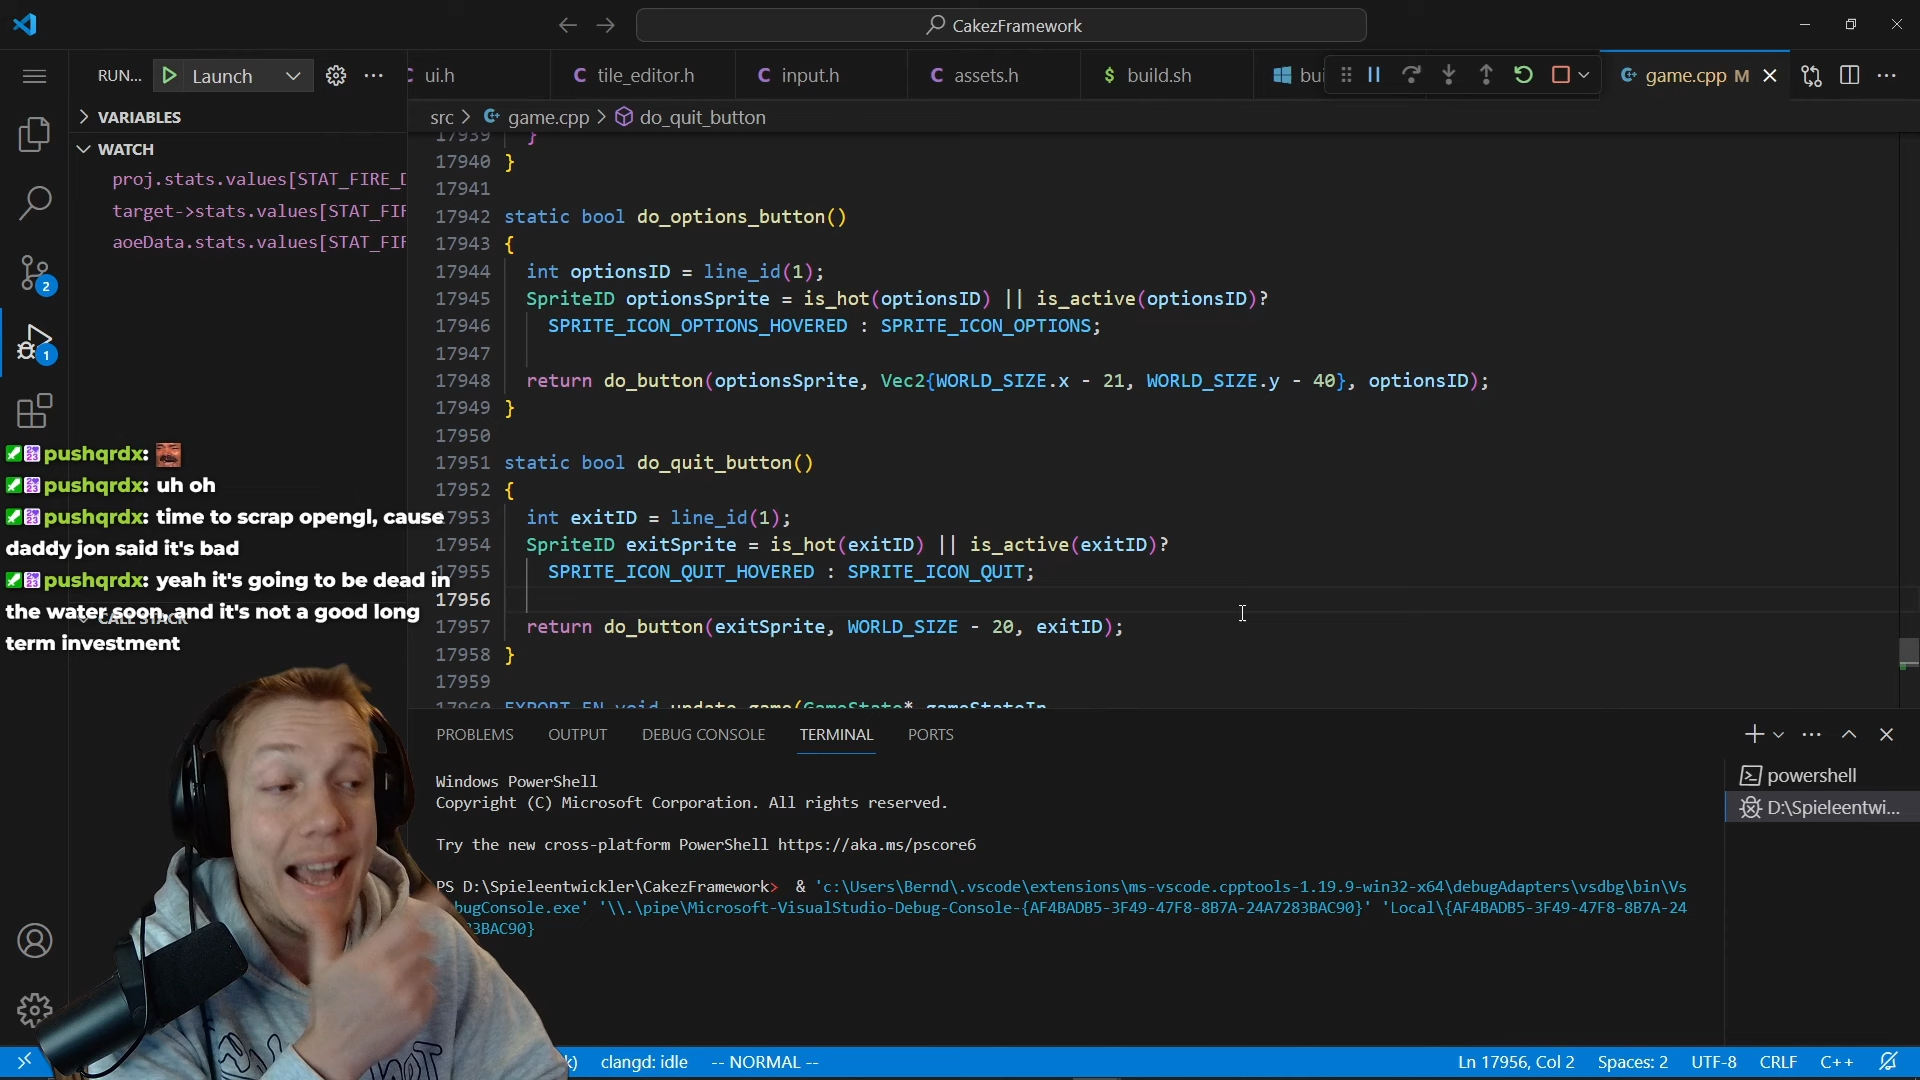 CakezFramework
RUN...
Launch
ui.h
tile_editor.h
input.h
assets.h
build.sh
bui
game.cpp M
VARIABLES
src > game.cpp > do_quit_button
WATCH
proj.stats.values[STAT_FIRE_D
target->stats.values[STAT_FIR
aoeData.stats.values[STAT_FIR
17939 }
17940 }
17941
17942 static bool do_options_button()
17943 {
17944 int optionsID = line_id(1);
17945 SpriteID optionsSprite = is_hot(optionsID) || is_active(optionsID)?
17946 SPRITE_ICON_OPTIONS_HOVERED : SPRITE_ICON_OPTIONS;
17947
17948 return do_button(optionsSprite, Vec2{WORLD_SIZE.x - 21, WORLD_SIZE.y - 40}, optionsID);
17949 }
17950
17951 static bool do_quit_button()
17952 {
17953 int exitID = line_id(1);
17954 SpriteID exitSprite = is_hot(exitID) || is_active(exitID)?
17955 SPRITE_ICON_QUIT_HOVERED : SPRITE_ICON_QUIT;
17956
17957 return do_button(exitSprite, WORLD_SIZE - 20, exitID);
17958 }
17959
17960 EXPORT_FN void update_game(GameState* gameStateIn,
2
1
pushqrdx:
pushqrdx: uh oh
pushqrdx: time to scrap opengl, cause
daddy jon said it's bad
pushqrdx: yeah it's going to be dead in
the water soon, and it's not a good long
term investment
CALL STACK
PROBLEMS OUTPUT DEBUG CONSOLE TERMINAL PORTS
Windows PowerShell
Copyright (C) Microsoft Corporation. All rights reserved.
Try the new cross-platform PowerShell https://aka.ms/pscore6
PS D:\Spieleentwickler\CakezFramework> & 'c:\Users\Bernd\.vscode\extensions\ms-vscode.cpptools-1.19.9-win32-x64\debugAdapters\vsdbg\bin\Vs
bugConsole.exe' '\\.\pipe\Microsoft-VisualStudio-Debug-Console-{AF4BADB5-3F49-47F8-8B7A-24A7283BAC90}' 'Local\{AF4BADB5-3F49-47F8-8B7A-24
3BAC90}
powershell
D:\Spieleentwi...
clangd: idle
-- NORMAL --
Ln 17956, Col 2
Spaces: 2
UTF-8
CRLF
C++